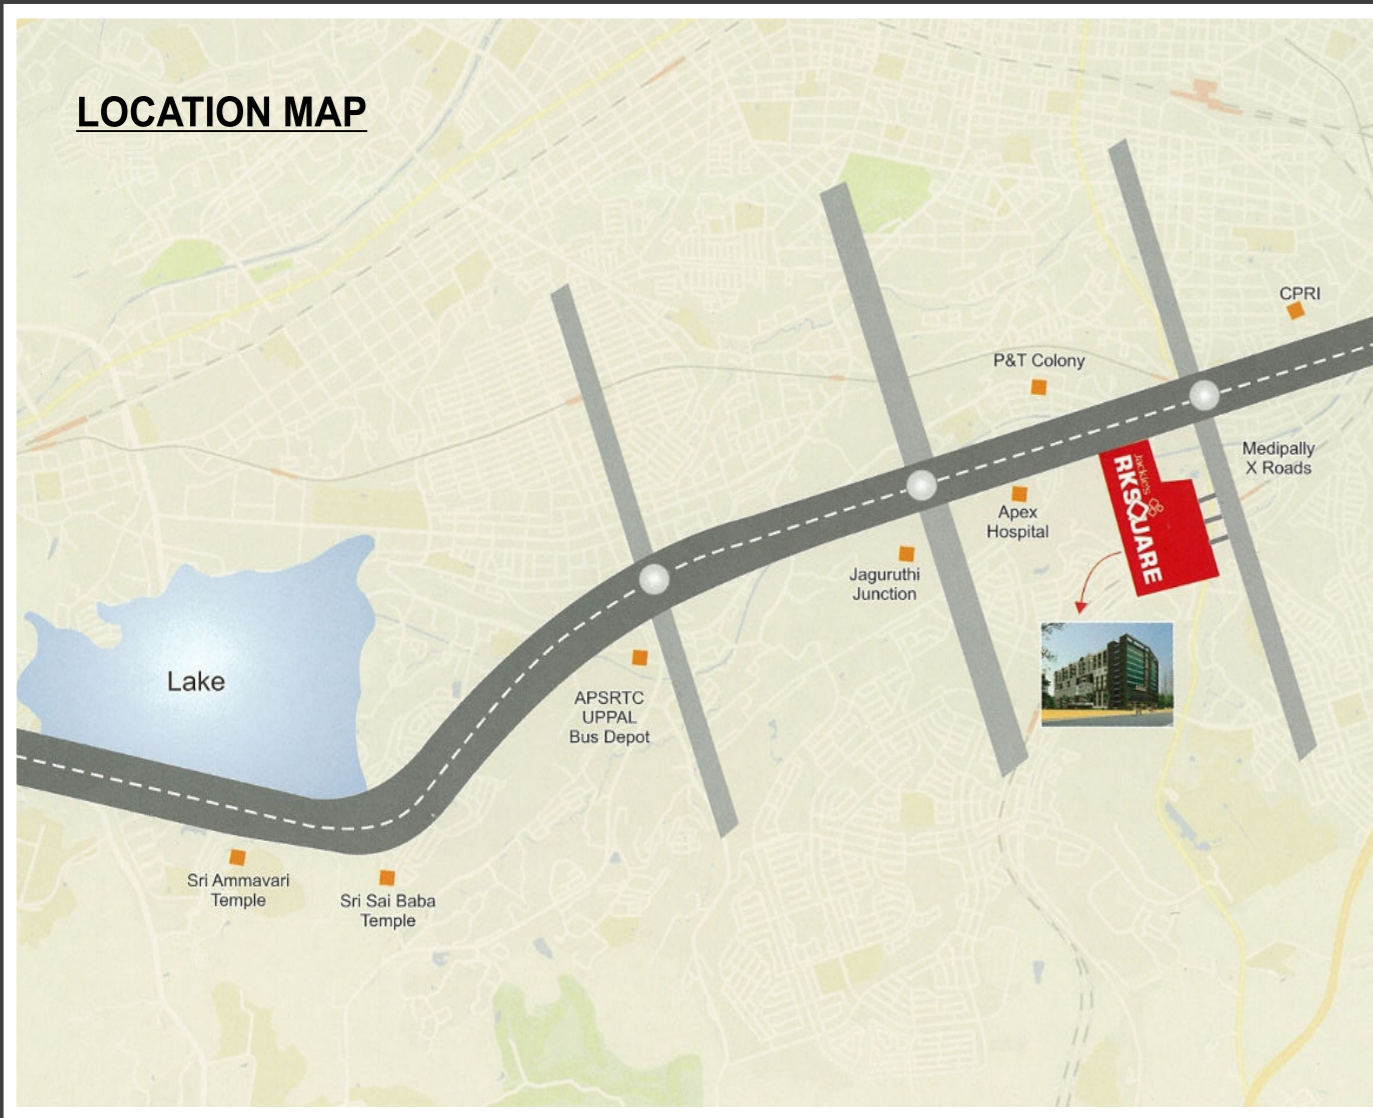 LOCATION MAP
CPRI
P&T Colony
Medipally
X Roads
Jackie's
RKSQUARE
Apex
Hospital
Jaguruthi
Junction
Lake
APSRTC
UPPAL
Bus Depot
Sri Ammavari
Temple
Sri Sai Baba
Temple